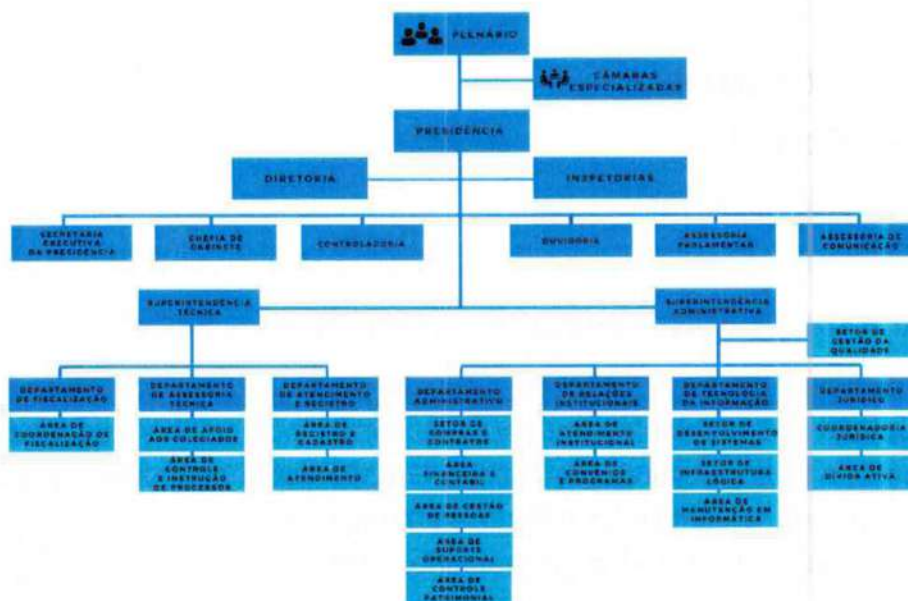 PLENÁRIO
CÂMARAS
ESPECIALIZADAS
PRESIDÊNCIA
DIRETORIA
INSPETORIAS
SECRETARIA
EXECUTIVA
DA PRESIDÊNCIA
CHEFIA DE
GABINETE
CONTROLADORIA
OUVIDORIA
ASSESSORIA
PARLAMENTAR
ASSESSORIA DE
COMUNICAÇÃO
SUPERINTENDÊNCIA
TÉCNICA
SUPERINTENDÊNCIA
ADMINISTRATIVA
SETOR DE
GESTÃO DA
QUALIDADE
DEPARTAMENTO
DE FISCALIZAÇÃO
ÁREA DE
COORDENAÇÃO DE
FISCALIZAÇÃO
DEPARTAMENTO
DE ASSESSORIA
TÉCNICA
ÁREA DE APOIO
AOS COLEGIADOS
ÁREA DE
CONTROLE
E INSTRUÇÃO
DE PROCESSOS
DEPARTAMENTO
DE ATENDIMENTO
E REGISTRO
ÁREA DE
REGISTRO E
CADASTRO
ÁREA DE
ATENDIMENTO
DEPARTAMENTO
ADMINISTRATIVO
SETOR DE
COMPRAS E
CONTRATOS
ÁREA
FINANCEIRA E
CONTÁBIL
ÁREA DE GESTÃO
DE PESSOAS
ÁREA DE
SUPORTE
OPERACIONAL
ÁREA DE
CONTROLE
PATRIMONIAL
DEPARTAMENTO
DE RELAÇÕES
INSTITUCIONAIS
ÁREA DE
ATENDIMENTO
INSTITUCIONAL
ÁREA DE
CONVÊNIOS
E PROGRAMAS
DEPARTAMENTO
DE TECNOLOGIA
DA INFORMAÇÃO
SETOR DE
DESENVOLVIMENTO
DE SISTEMAS
SETOR DE
INFRAESTRUTURA
LÓGICA
ÁREA DE
MANUTENÇÃO EM
INFORMÁTICA
DEPARTAMENTO
JURÍDICO
COORDENADORIA
JURÍDICA
ÁREA DE
DÍVIDA ATIVA